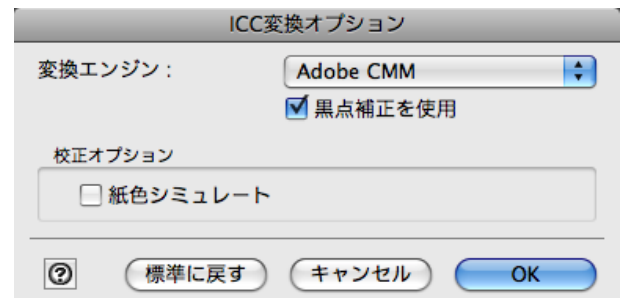 ICC変換オプション
変換エンジン： Adobe CMM
黒点補正を使用
校正オプション
紙色シミュレート
? 標準に戻す キャンセル OK